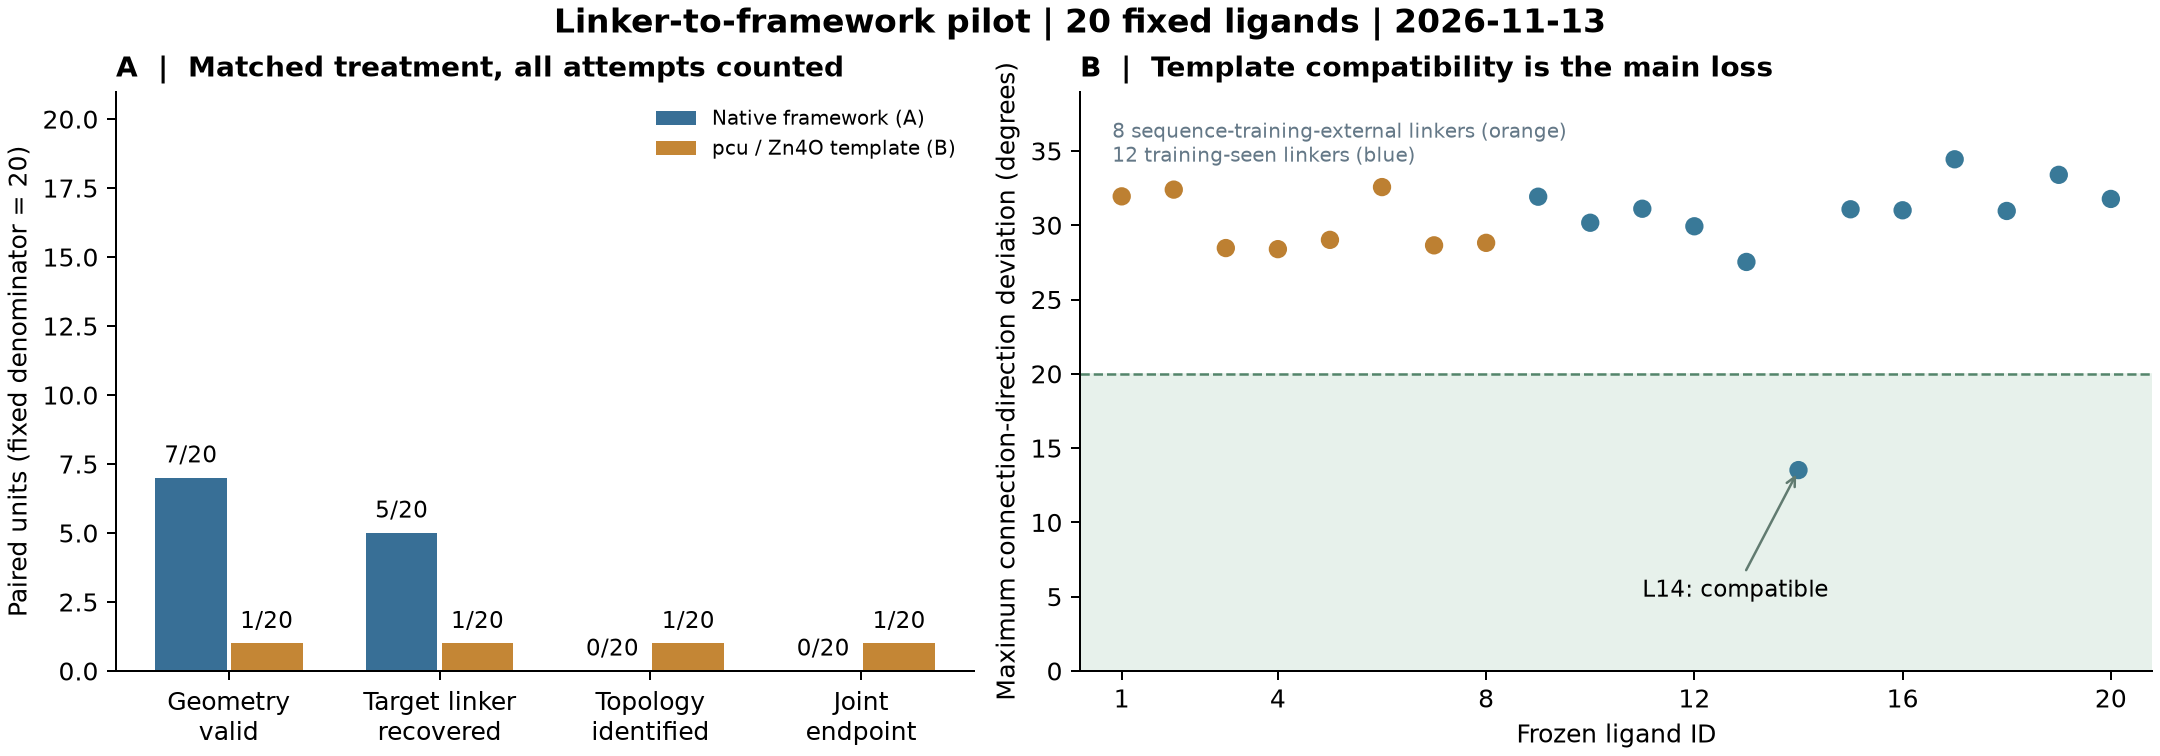 Linker-to-framework pilot | 20 fixed ligands | 2026-11-13
A | Matched treatment, all attempts counted
Paired units (fixed denominator = 20)
20.0
17.5
15.0
12.5
10.0
7.5
5.0
2.5
0.0
Native framework (A)
pcu / Zn4O template (B)
7/20
1/20
5/20
1/20
0/20
1/20
0/20
1/20
Geometry
valid
Target linker
recovered
Topology
identified
Joint
endpoint
B | Template compatibility is the main loss
Maximum connection-direction deviation (degrees)
35
30
25
20
15
10
5
0
8 sequence-training-external linkers (orange)
12 training-seen linkers (blue)
L14: compatible
1
4
8
12
16
20
Frozen ligand ID